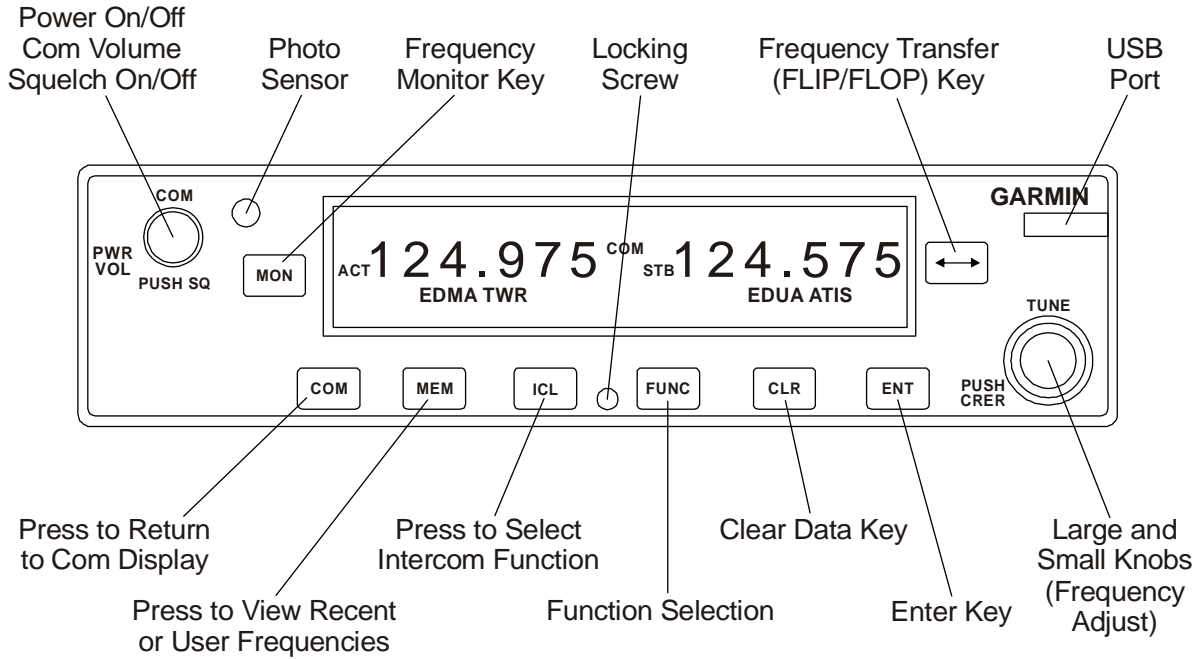 Power On/Off
Com Volume
Squelch On/Off
Photo
Sensor
Frequency
Monitor Key
Locking
Screw
Frequency Transfer
(FLIP/FLOP) Key
USB
Port
COM
PWR
VOL
PUSH SQ
MON
ACT 124.975 COM STB 124.575
EDMA TWR
EDUA ATIS
GARMIN
TUNE
PUSH
CRER
COM
MEM
ICL
FUNC
CLR
ENT
Press to Return
to Com Display
Press to View Recent
or User Frequencies
Press to Select
Intercom Function
Function Selection
Clear Data Key
Enter Key
Large and
Small Knobs
(Frequency
Adjust)